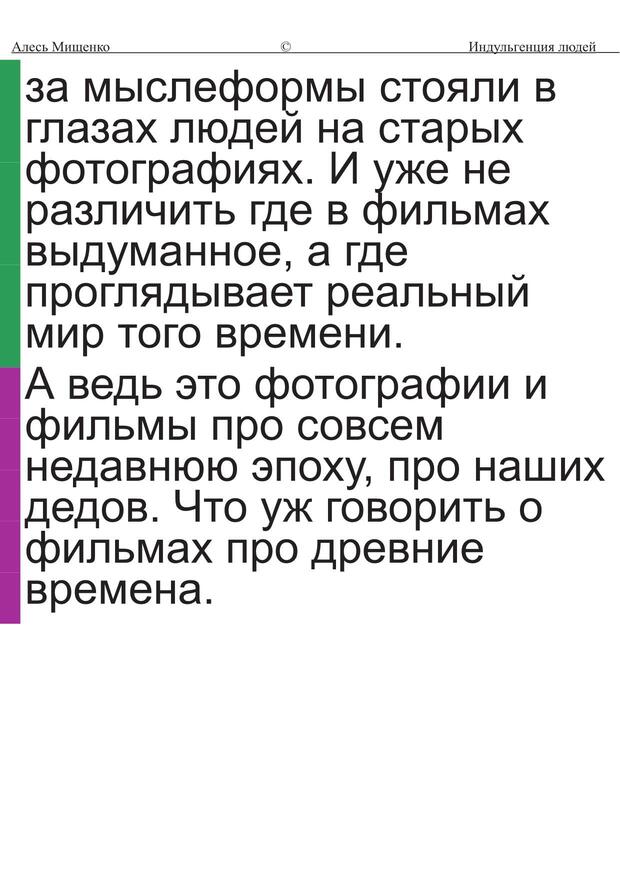 Алесь Мищенко © Индульгенция людей
за мыслеформы стояли в
глазах людей на старых
фотографиях. И уже не
различить где в фильмах
выдуманное, а где
проглядывает реальный
мир того времени.
А ведь это фотографии и
фильмы про совсем
недавнюю эпоху, про наших
дедов. Что уж говорить о
фильмах про древние
времена.